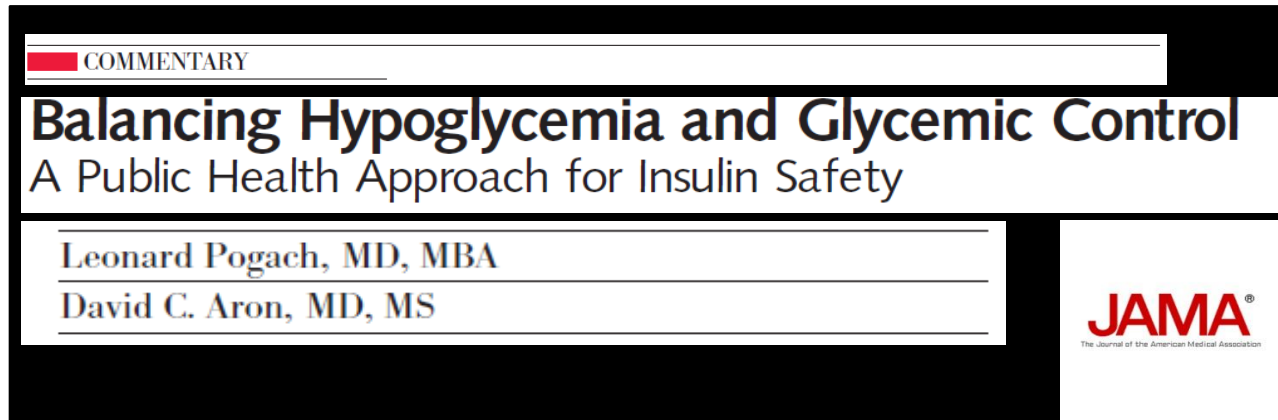 COMMENTARY
Balancing Hypoglycemia and Glycemic Control
A Public Health Approach for Insulin Safety
Leonard Pogach, MD, MBA
David C. Aron, MD, MS
JAMA®
The Journal of the American Medical Association